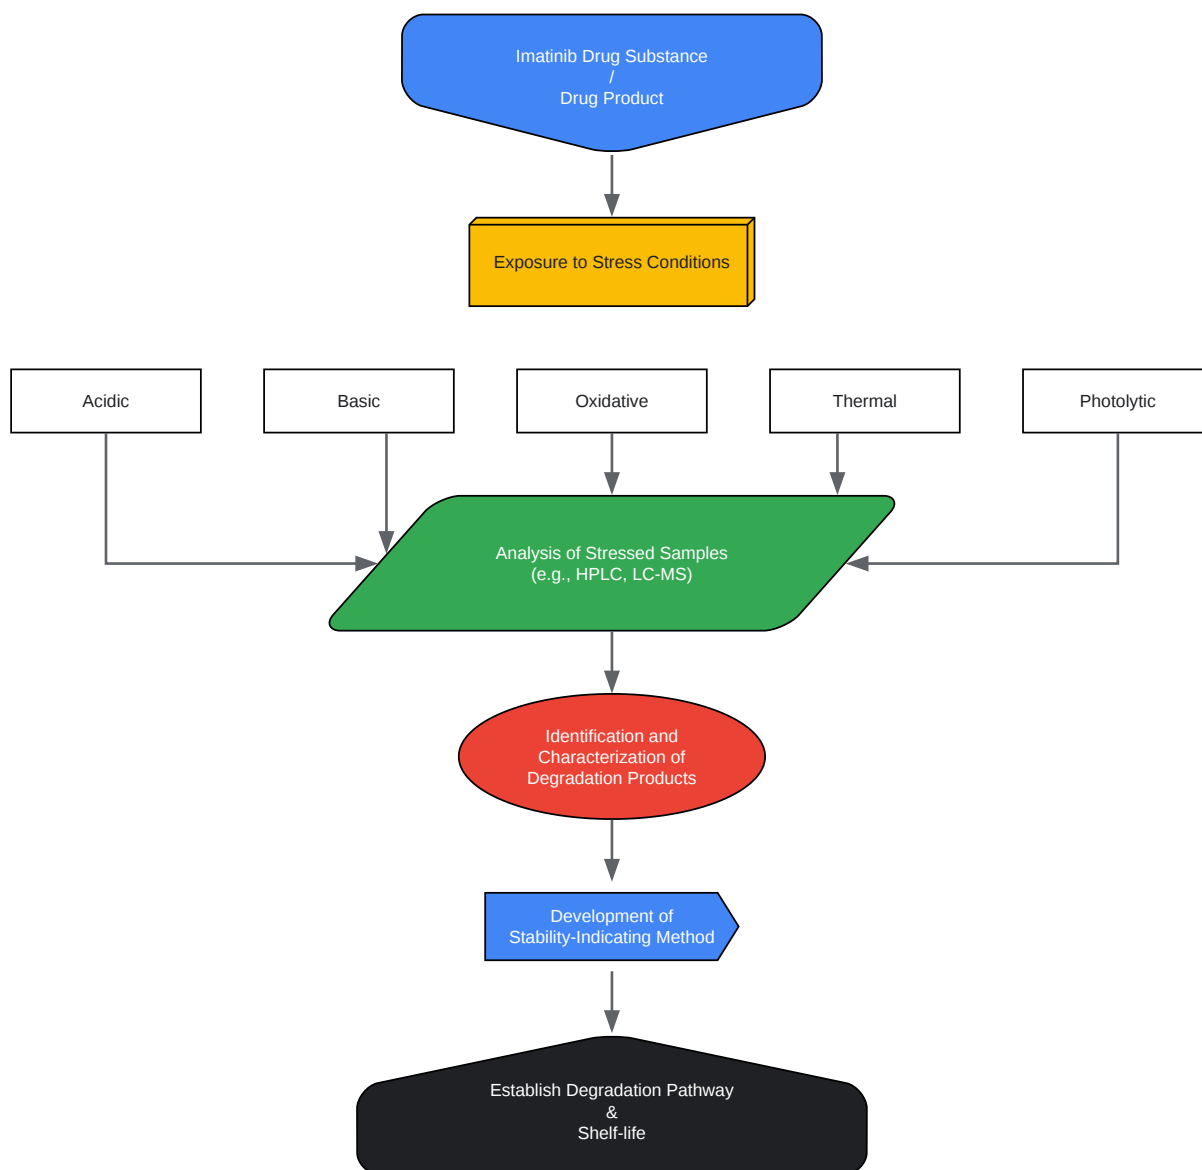 Imatinib Drug Substance
/
Drug Product
Exposure to Stress Conditions
Acidic
Basic
Oxidative
Thermal
Photolytic
Analysis of Stressed Samples
(e.g., HPLC, LC-MS)
Identification and
Characterization of
Degradation Products
Development of
Stability-Indicating Method
Establish Degradation Pathway
&
Shelf-life